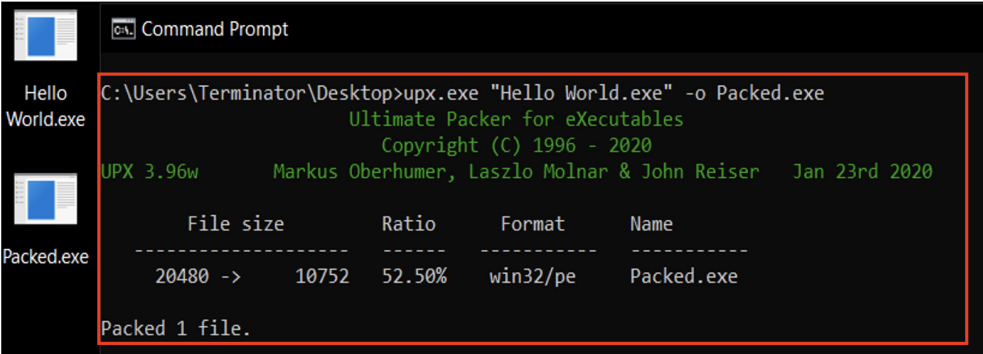 Command Prompt
Hello
World.exe
Packed.exe
C:\Users\Terminator\Desktop>upx.exe "Hello World.exe" -o Packed.exe
Ultimate Packer for eXecutables
Copyright (C) 1996 - 2020
UPX 3.96w Markus Oberhumer, Laszlo Molnar & John Reiser Jan 23rd 2020
File size Ratio Format Name
-------------------- ------ ----------- -----------
20480 -> 10752 52.50% win32/pe Packed.exe
Packed 1 file.